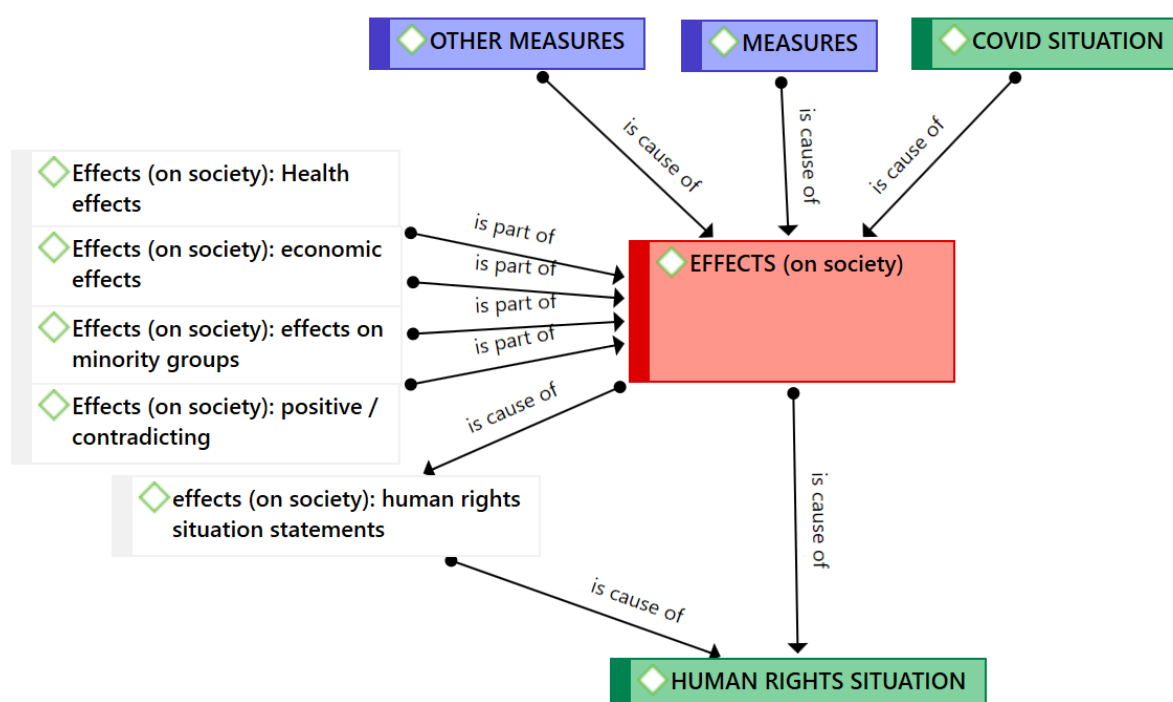 OTHER MEASURES
MEASURES
COVID SITUATION
is cause of
is cause of
is cause of
Effects (on society): Health
effects
Effects (on society): economic
effects
Effects (on society): effects on
minority groups
Effects (on society): positive /
contradicting
is part of
is part of
is part of
is part of
EFFECTS (on society)
is cause of
is cause of
effects (on society): human rights
situation statements
is cause of
HUMAN RIGHTS SITUATION